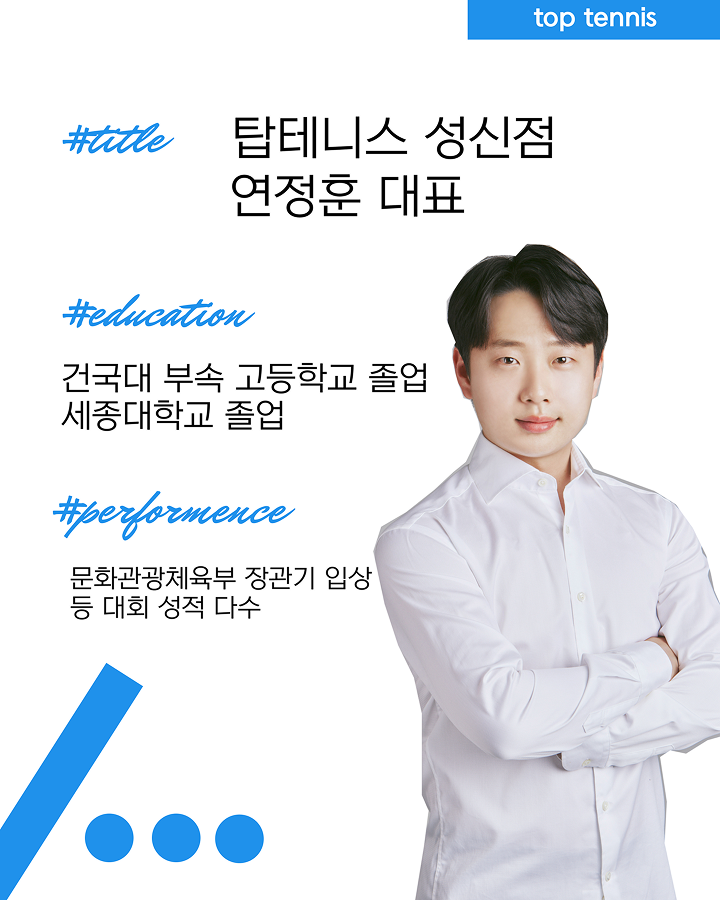 top tennis
#title
탑테니스 성신점
연정훈 대표
#education
건국대 부속 고등학교 졸업
세종대학교 졸업
#performence
문화관광체육부 장관기 입상
등 대회 성적 다수